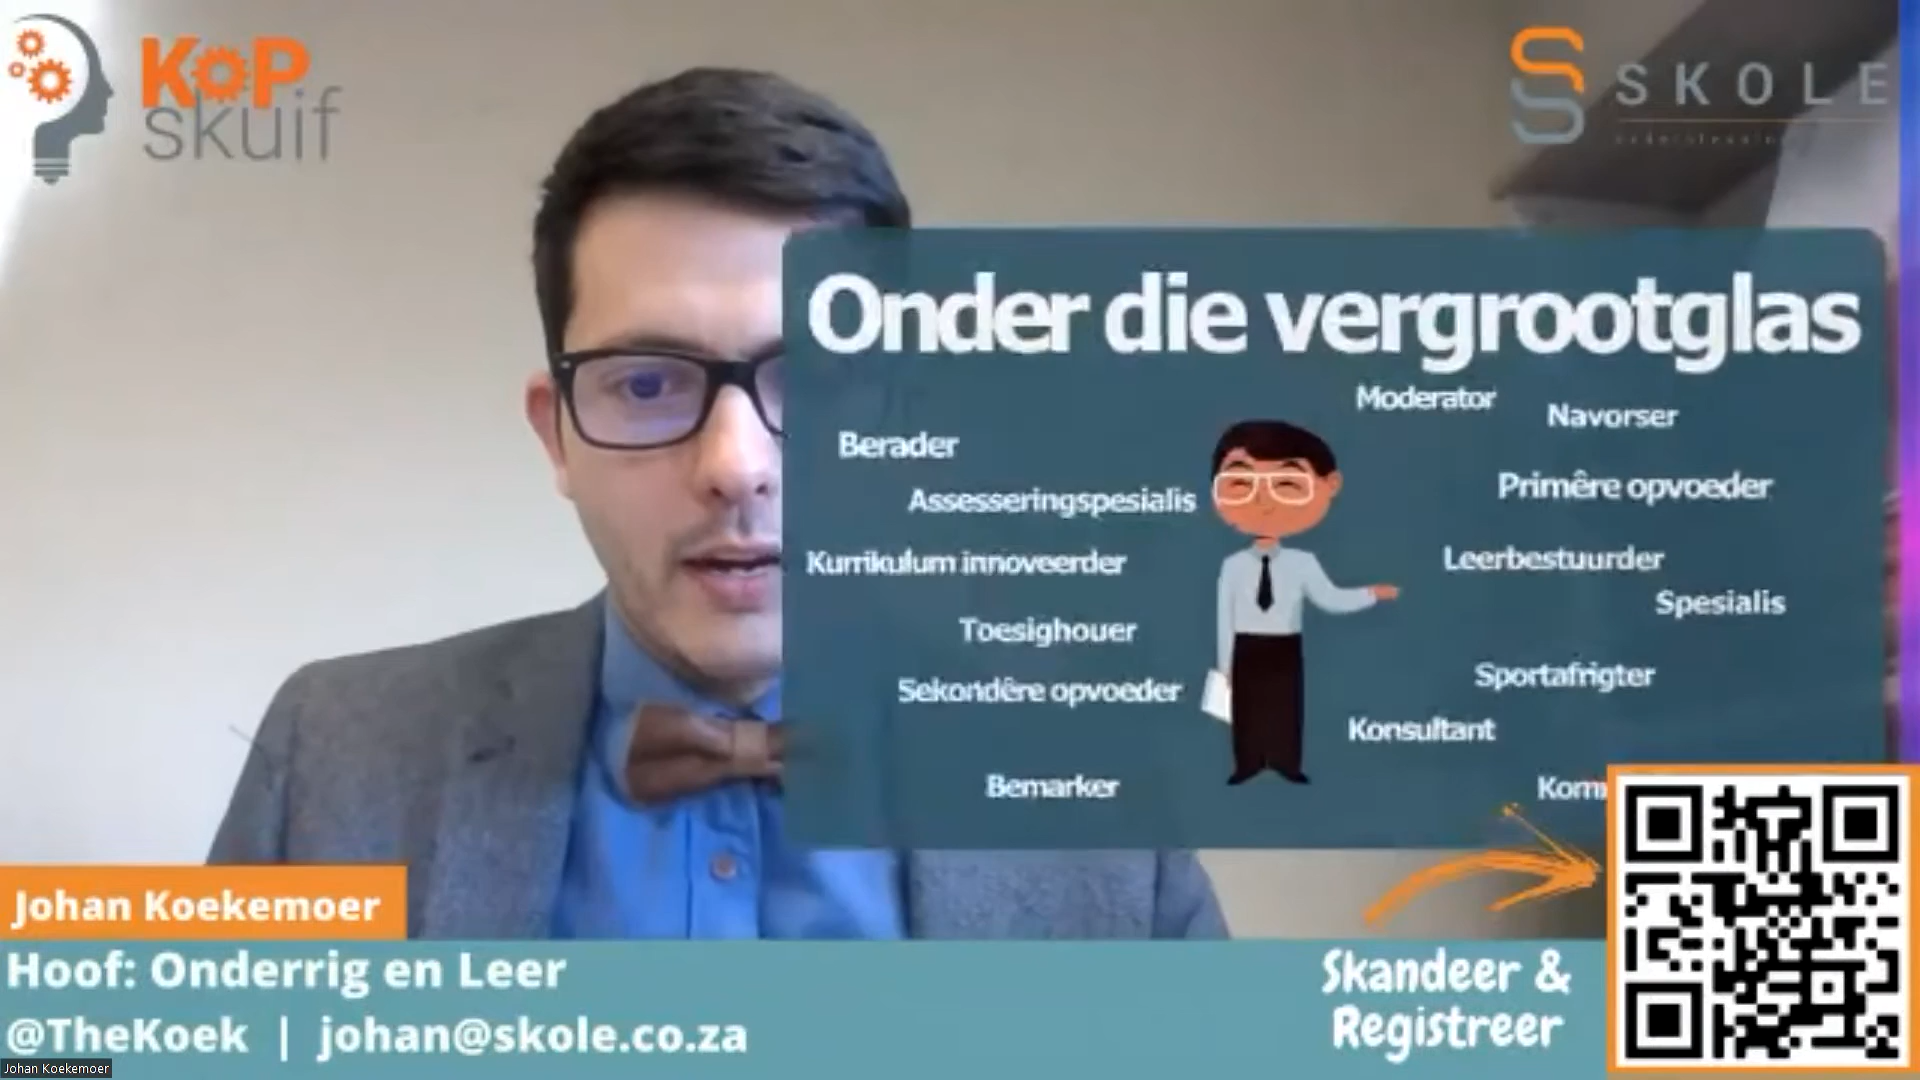 KOP
skuif
SKOLE
Onder die vergrootglas
Moderator
Navorser
Berader
Primêre opvoeder
Assesseringspesialis
Kurrikulum innoveerder
Leerbestuurder
Spesialis
Toesighouer
Sportafrigter
Sekondêre opvoeder
Konsultant
Bemarker
Johan Koekemoer
Hoof: Onderrig en Leer
@TheKoek | johan@skole.co.za
Skandeer &
Registreer
Johan Koekemoer